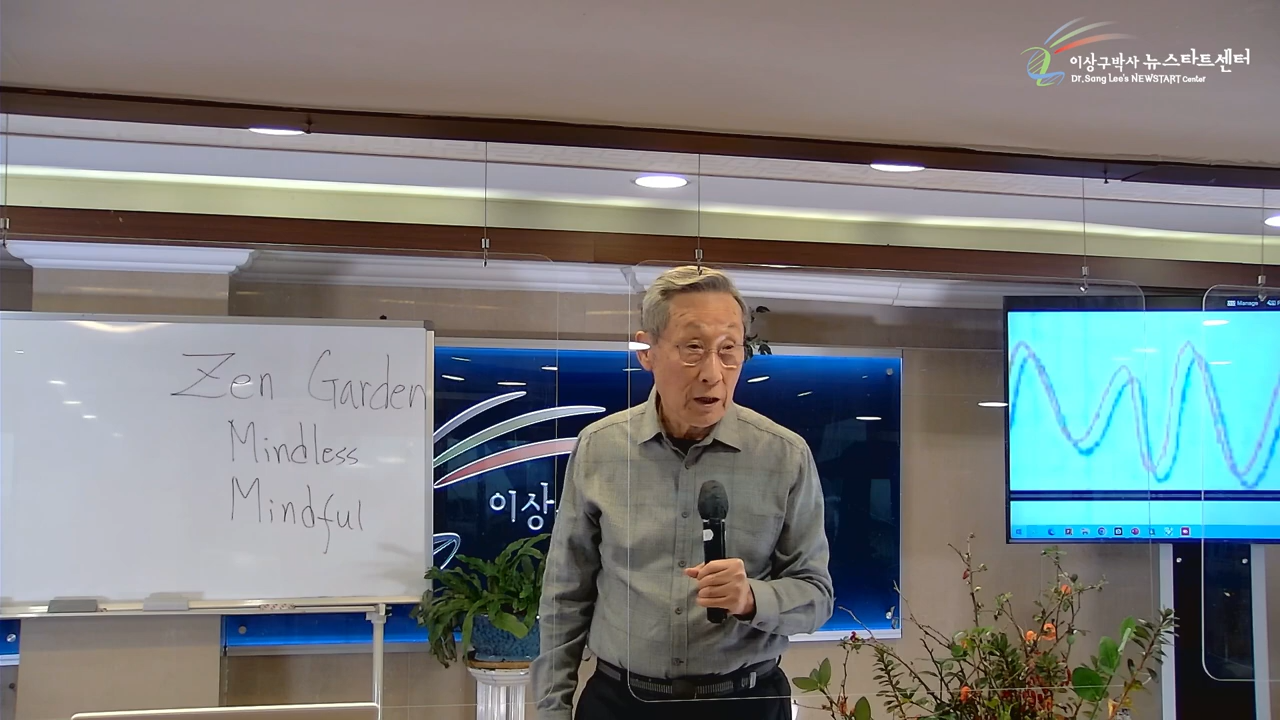 이상구박사 뉴스타트센터
Dr. Sang Lee's NEWSTART Center
Manage
Zen Garden
Mindless
Mindful
이상